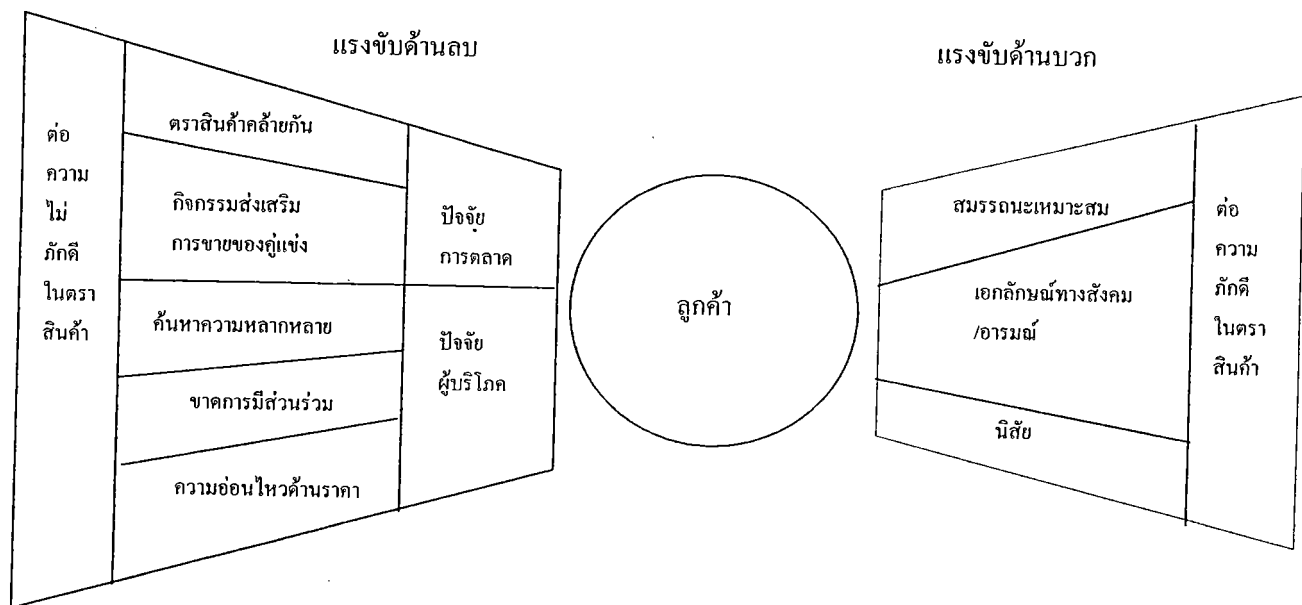 แรงขับด้านลบ
แรงขับด้านบวก
ต่อ
ความ
ไม่
ภักดี
ในตรา
สินค้า
ตราสินค้าคล้ายกัน
กิจกรรมส่งเสริม
การขายของคู่แข่ง
ค้นหาความหลากหลาย
ขาดการมีส่วนร่วม
ความอ่อนไหวด้านราคา
ปัจจัย
การตลาด
ปัจจัย
ผู้บริโภค
ลูกค้า
สมรรถนะเหมาะสม
เอกลักษณ์ทางสังคม
/อารมณ์
นิสัย
ต่อ
ความ
ภักดี
ในตรา
สินค้า